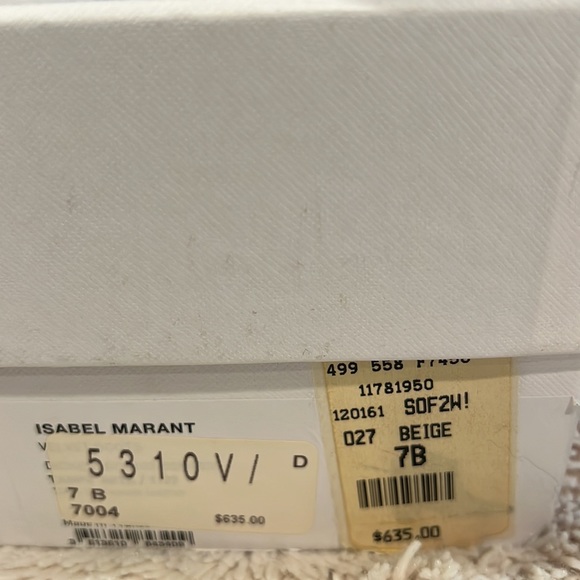 ISABEL MARANT
5310V/ D
7 B
7004 $635.00
499 558 F7450
11781950
120161 SOF2W!
027 BEIGE
7B
$635.00